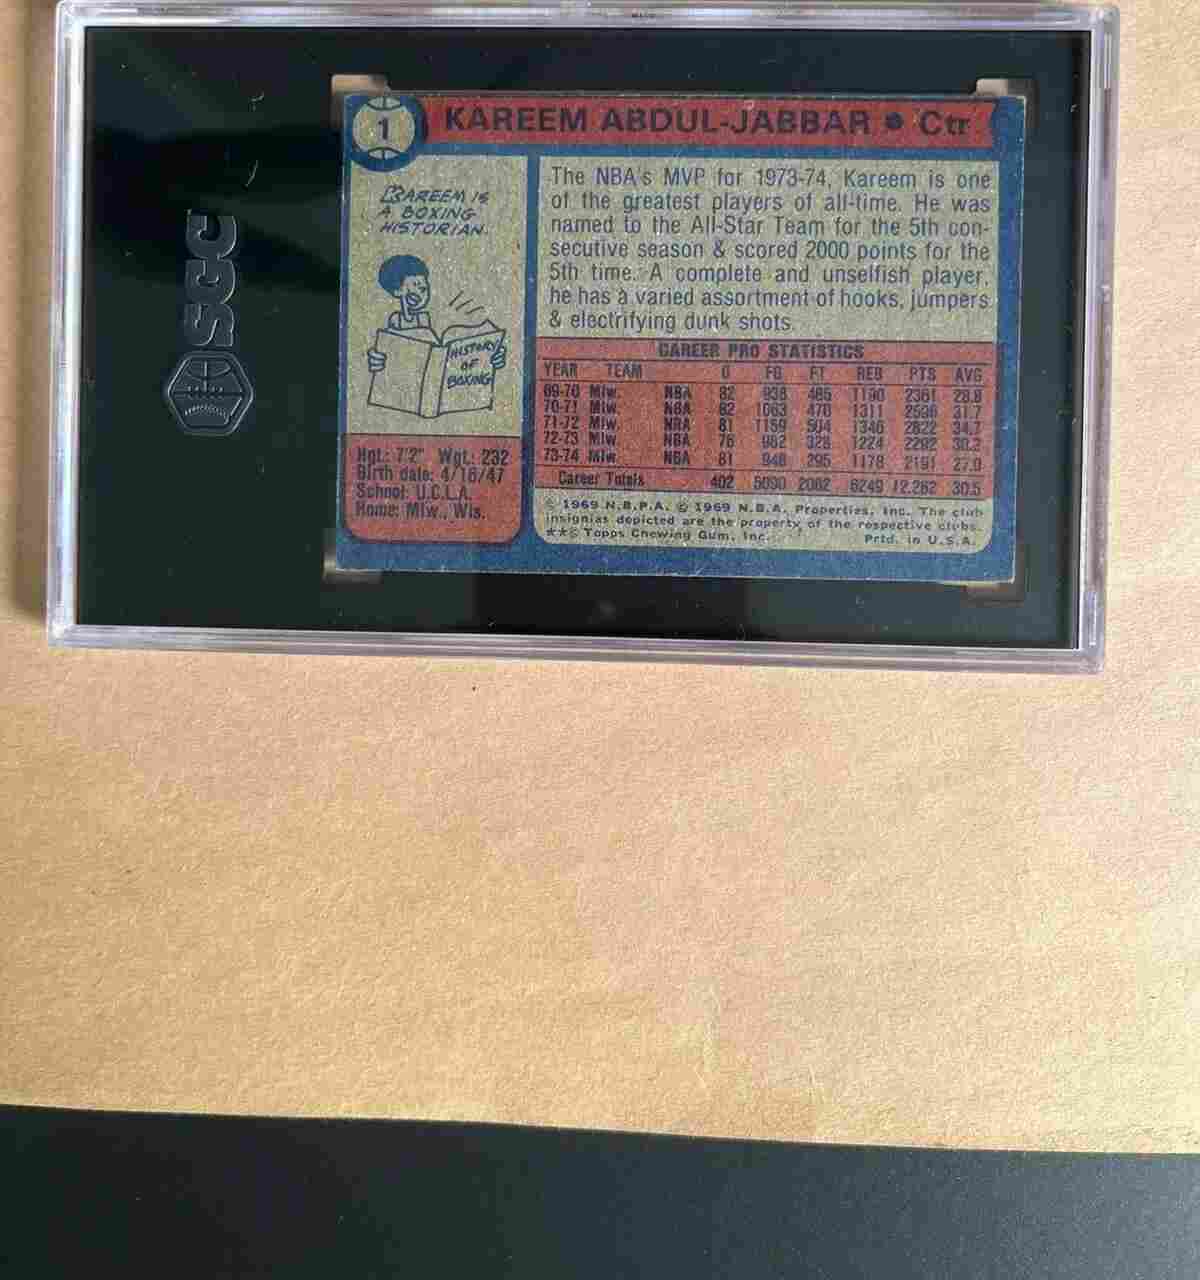 SGC
1 KAREEM ABDUL-JABBAR • Ctr
KAREEM IS
A BOXING
HISTORIAN.
HISTORY
OF
BOXING
Hgt.: 7'2" Wgt.: 232
Birth date: 4/16/47
School: U.C.L.A.
Home: Mlw., Wis.
The NBA's MVP for 1973-74, Kareem is one
of the greatest players of all-time. He was
named to the All-Star Team for the 5th con-
secutive season & scored 2000 points for the
5th time. A complete and unselfish player,
he has a varied assortment of hooks, jumpers
& electrifying dunk shots.
CAREER PRO STATISTICS
YEAR TEAM G FG FT REB PTS AVG
69-70 Mlw. NBA 82 938 485 1190 2361 28.8
70-71 Mlw. NBA 82 1063 470 1311 2596 31.7
71-72 Mlw. NBA 81 1159 504 1346 2822 34.7
72-73 Mlw. NBA 76 982 328 1224 2292 30.2
73-74 Mlw. NBA 81 948 295 1178 2191 27.0
Career Totals 402 5090 2082 6249 12,262 30.5
© 1969 N.B.P.A. © 1969 N.B.A. Properties, Inc. The club
insignias depicted are the property of the respective clubs.
**© Topps Chewing Gum, Inc. Prtd. in U.S.A.